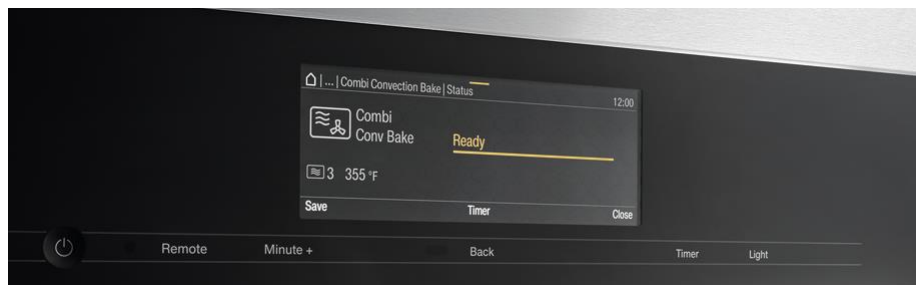 | ... | Combi Convection Bake | Status
12:00
Combi
Conv Bake
Ready
3 355 °F
Save Timer Close
Remote Minute + Back Timer Light